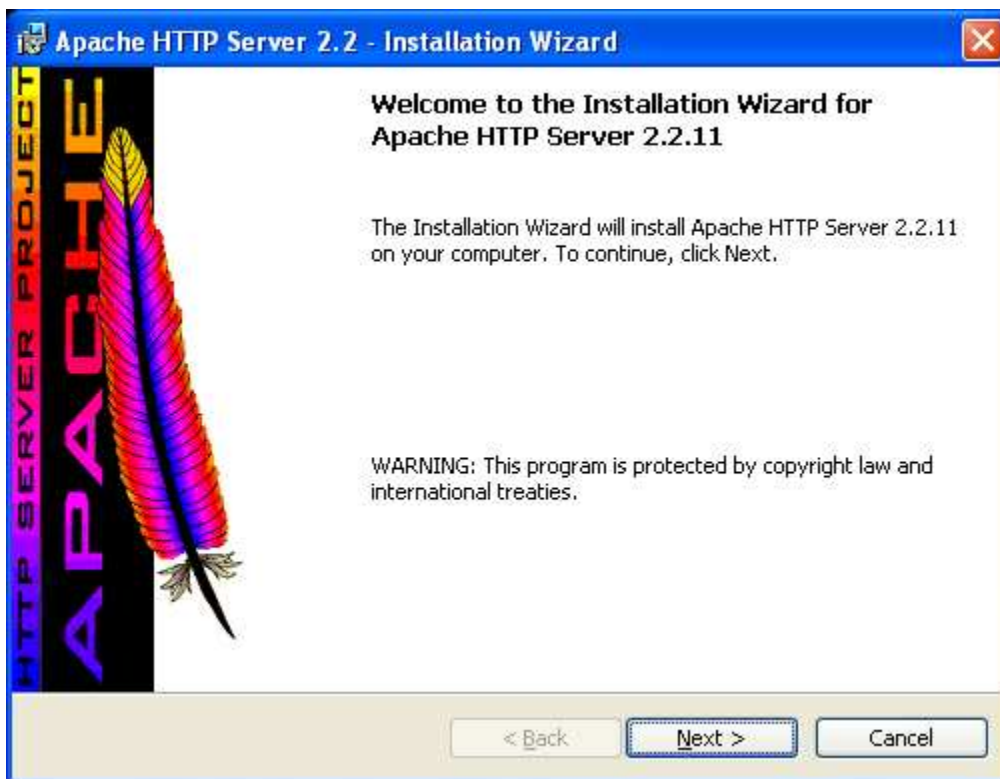 Apache HTTP Server 2.2 - Installation Wizard
HTTP SERVER PROJECT
APACHE
Welcome to the Installation Wizard for
Apache HTTP Server 2.2.11
The Installation Wizard will install Apache HTTP Server 2.2.11
on your computer. To continue, click Next.
WARNING: This program is protected by copyright law and
international treaties.
< Back
Next >
Cancel